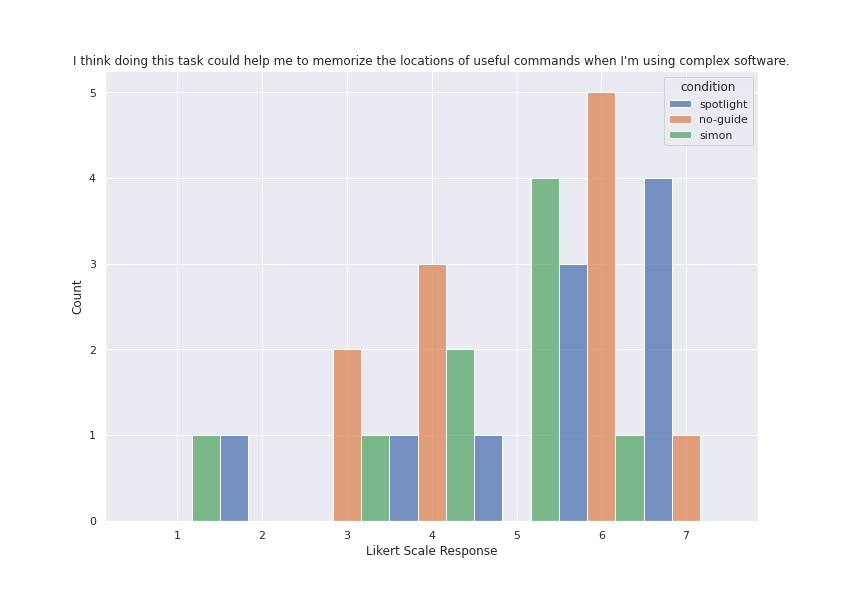 I think doing this task could help me to memorize the locations of useful commands when I'm using complex software.
condition
spotlight
no-guide
simon
5
4
3
2
1
0
Count
1 2 3 4 5 6 7
Likert Scale Response